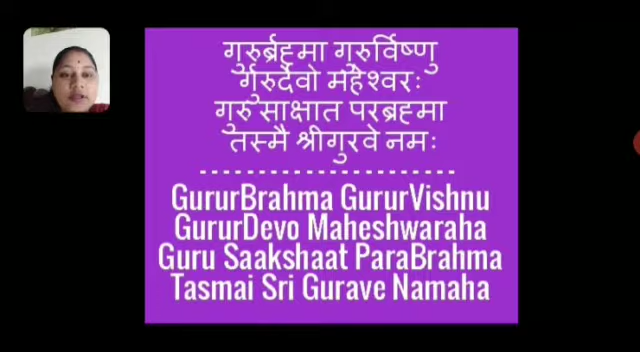 गुरुर्ब्रह्मा गुरुर्विष्णु
र्गुरुर्देवो महेश्वरः
गुरु साक्षात परब्रह्मा
तस्मै श्रीगुरवे नमः
-----------------------
GururBrahma GururVishnu
GururDevo Maheshwaraha
Guru Saakshaat ParaBrahma
Tasmai Sri Gurave Namaha